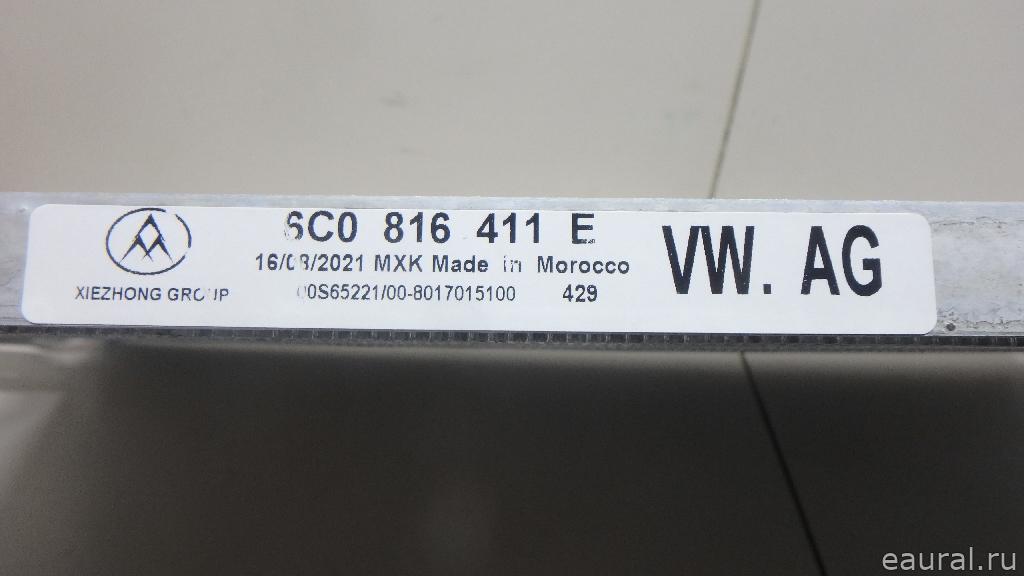 6C0 816 411 E
16/08/2021 MXK Made in Morocco
00S65221/00-8017015100 429
XIEZHONG GROUP
VW. AG
eaural.ru